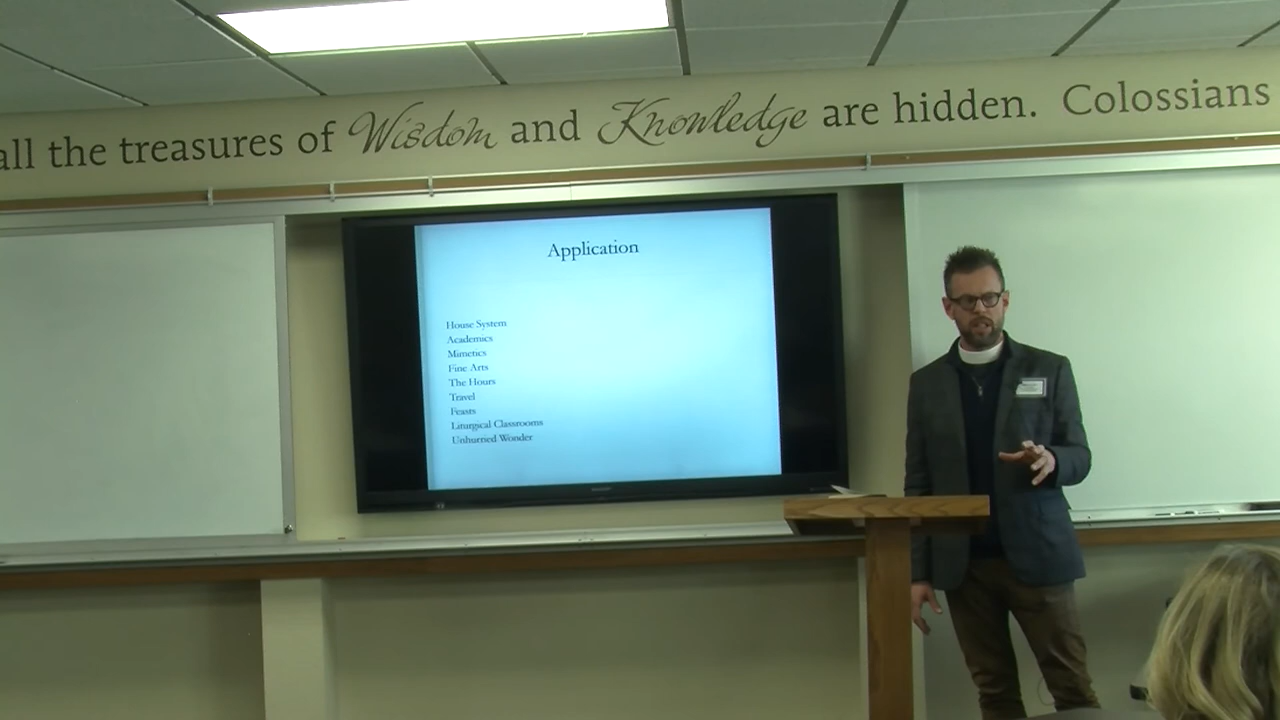 all the treasures of Wisdom and Knowledge are hidden. Colossians
Application
House System
Academics
Mimetics
Fine Arts
The Hours
Travel
Feasts
Liturgical Classrooms
Unhurried Wonder